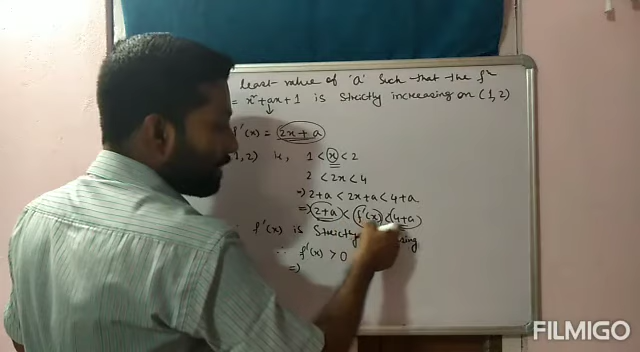 least value of 'a' such that the fⁿ
= x² + ax + 1 is strictly increasing on (1, 2)
f'(x) = 2x + a
1, 2) ie, 1 < x < 2
2 < 2x < 4
⇒) 2+a < 2x+a < 4+a
⇒) (2+a) < (f'(x)) < (4+a)
f'(x) is Strictly
∴ f'(x) > 0
⇒)
FILMIGO